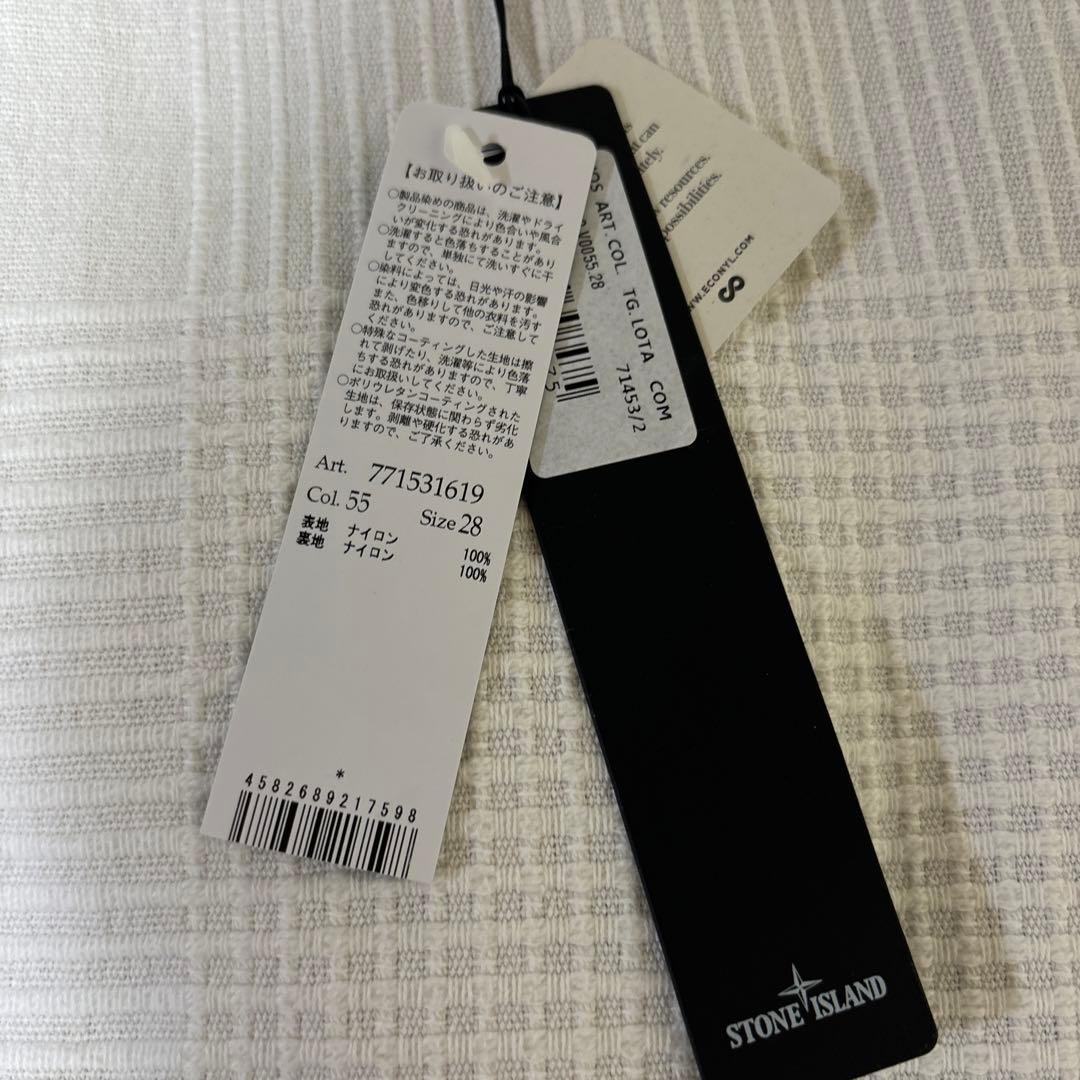 【お取り扱いのご注意】
○製品染めの商品は、洗濯やドライ
クリーニングにより色合いや風合
いが変化する恐れがあります。
○洗濯すると色落ちすることがあり
ますので、単独にて洗いすぐに干
してください。
○染料によっては、日光や汗の影響
により変色する恐れがあります。
また、色移りして他の衣料を汚す
恐れがありますので、ご注意して
ください。
○特殊なコーティングした生地は擦
れて剥げたり、洗濯等により色落
ちする恐れがありますので、丁寧
にお取扱いしてください。
○ポリウレタンコーティングされた
生地は、保存状態に関わらず劣化
します。剥離や硬化する恐れがあ
りますので、ご了承ください。
Art. 771531619
Col. 55 Size 28
表地 ナイロン 100%
裏地 ナイロン 100%
*
4582689217598
ART.COL. TG.LOTA COM
V0055.28 71453/2
75
can
resources.
possibilities.
WWW.ECONYL.COM
STONE ISLAND